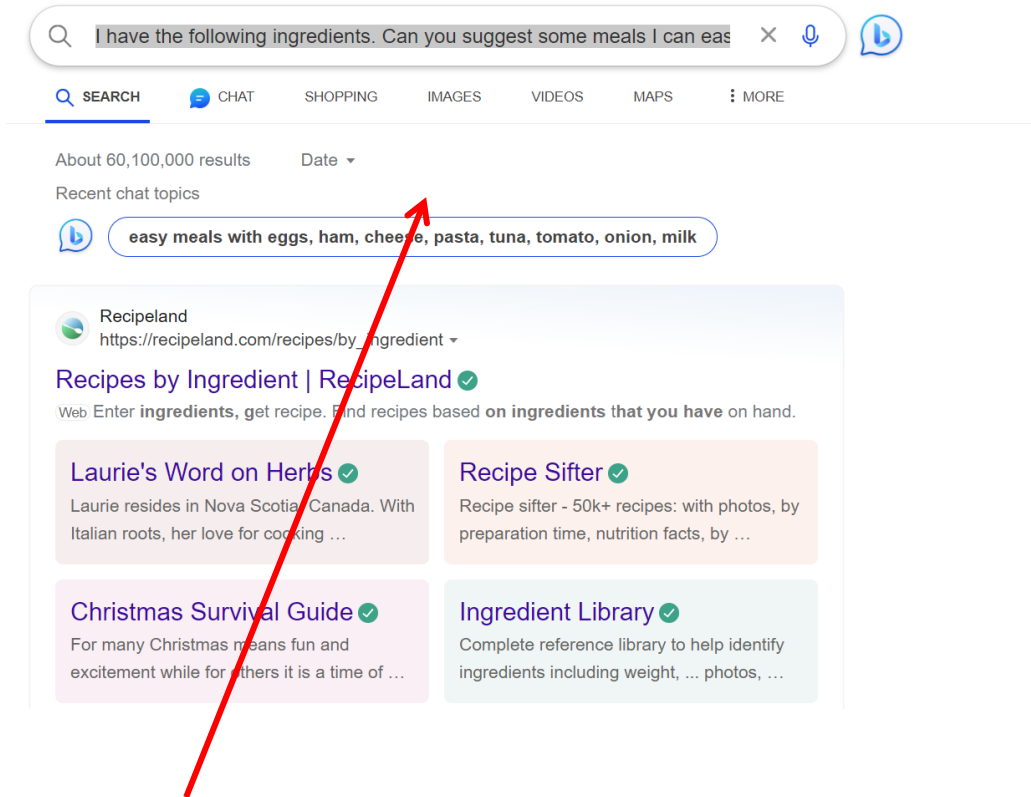 I have the following ingredients. Can you suggest some meals I can eas
SEARCH CHAT SHOPPING IMAGES VIDEOS MAPS MORE
About 60,100,000 results Date
Recent chat topics
easy meals with eggs, ham, cheese, pasta, tuna, tomato, onion, milk
Recipeland
https://recipeland.com/recipes/by_ingredient
Recipes by Ingredient | RecipeLand
Web Enter ingredients, get recipe. Find recipes based on ingredients that you have on hand.
Laurie's Word on Herbs
Laurie resides in Nova Scotia, Canada. With
Italian roots, her love for cooking …
Recipe Sifter
Recipe sifter - 50k+ recipes: with photos, by
preparation time, nutrition facts, by …
Christmas Survival Guide
For many Christmas means fun and
excitement while for others it is a time of …
Ingredient Library
Complete reference library to help identify
ingredients including weight, ... photos, …